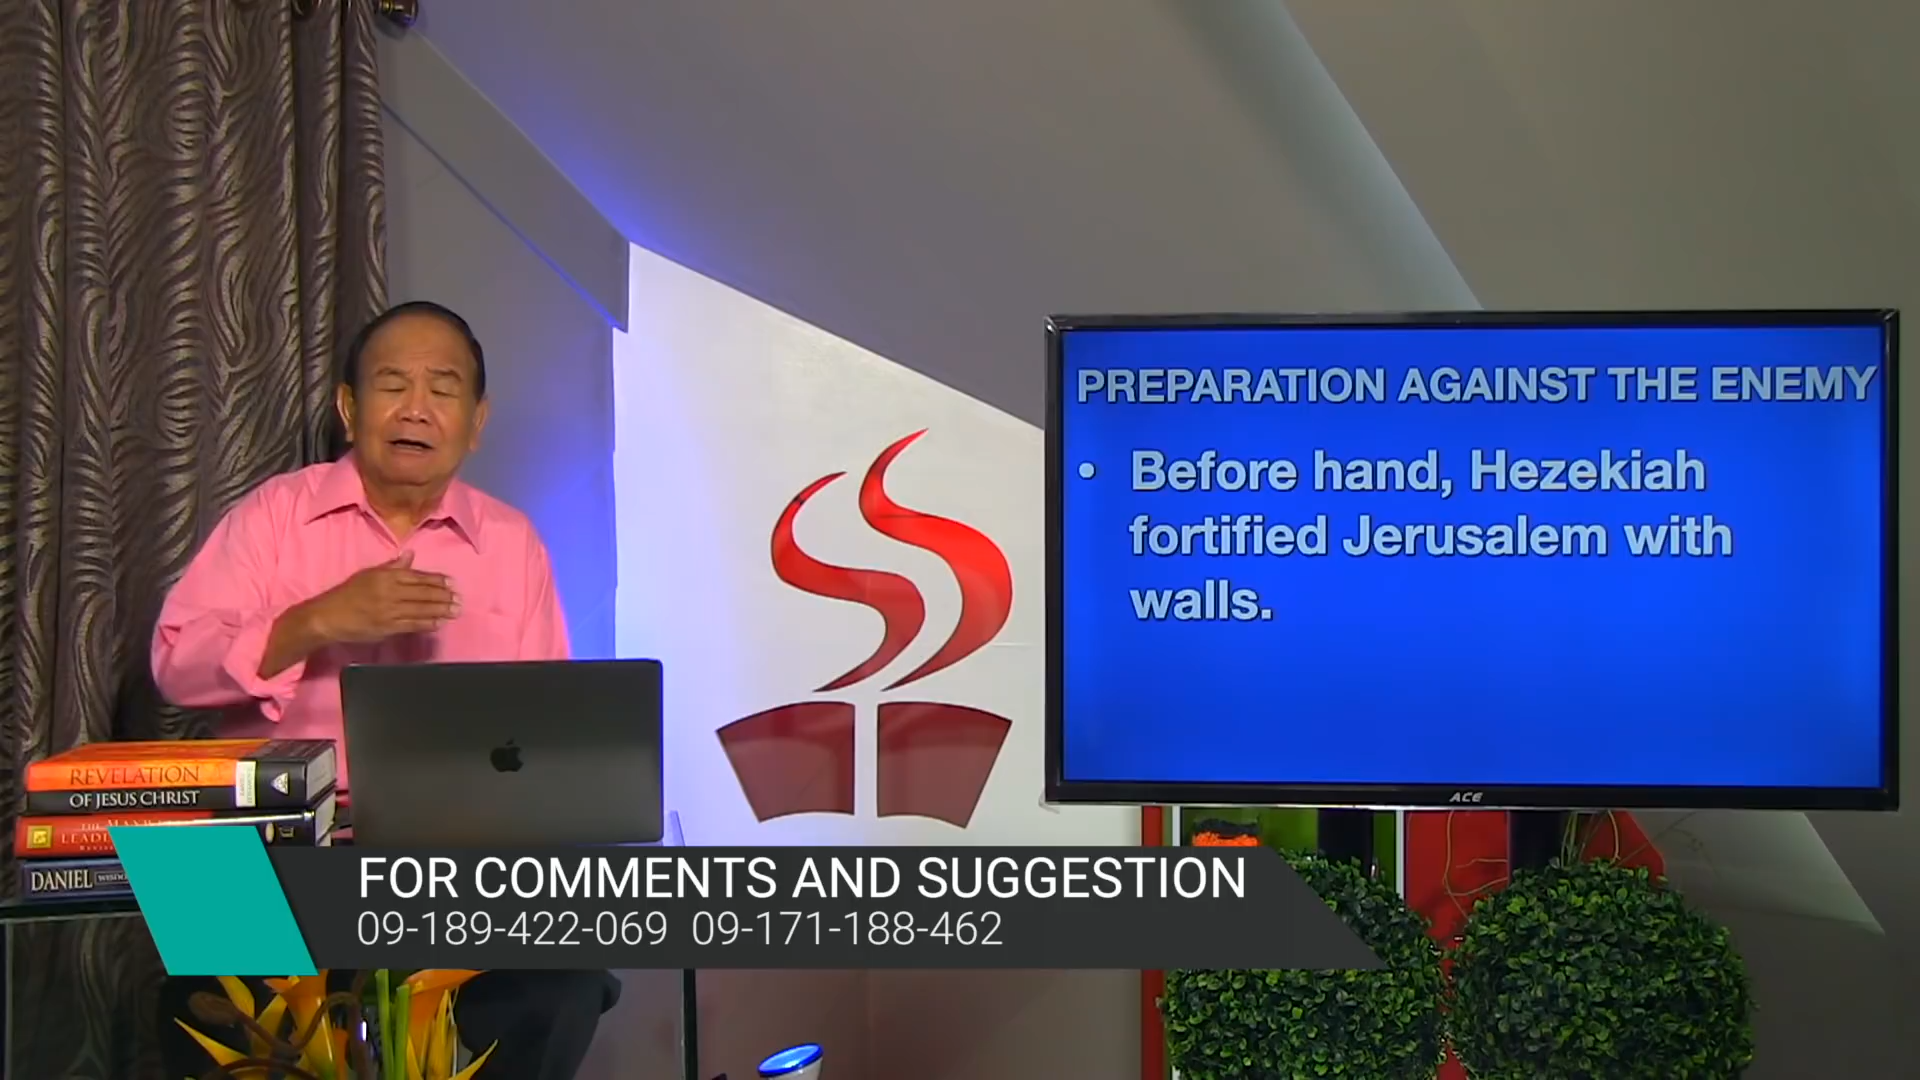 PREPARATION AGAINST THE ENEMY
• Before hand, Hezekiah
fortified Jerusalem with
walls.
ACE
REVELATION
OF JESUS CHRIST
DANIEL
FOR COMMENTS AND SUGGESTION
09-189-422-069 09-171-188-462